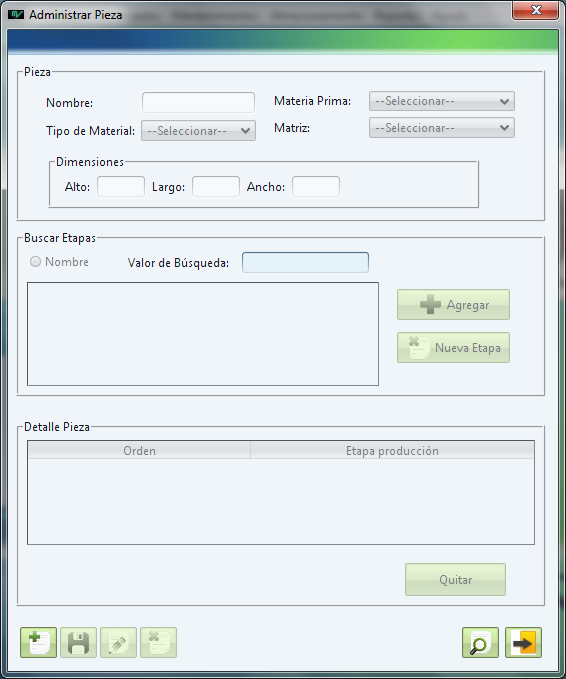 Administrar Pieza
Pieza
Nombre:
Materia Prima: --Seleccionar--
Tipo de Material: --Seleccionar--
Matriz: --Seleccionar--
Dimensiones
Alto: Largo: Ancho:
Buscar Etapas
Nombre Valor de Búsqueda:
Agregar
Nueva Etapa
Detalle Pieza
Orden Etapa producción
Quitar